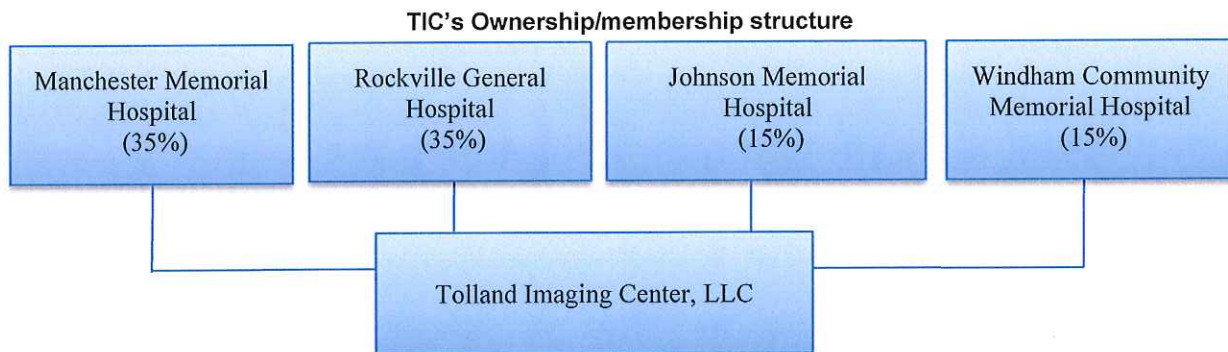 TIC's Ownership/membership structure
Manchester Memorial
Hospital
(35%)
Rockville General
Hospital
(35%)
Johnson Memorial
Hospital
(15%)
Windham Community
Memorial Hospital
(15%)
Tolland Imaging Center, LLC